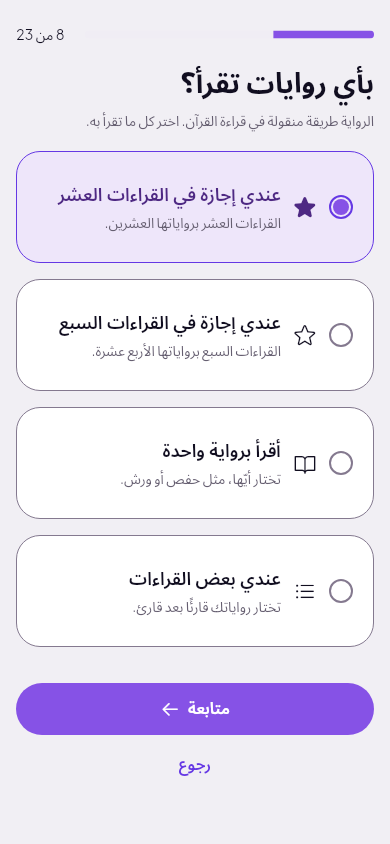 8 من 23
بأي روايات تقرأ؟
الرواية طريقة منقولة في قراءة القرآن. اختر كل ما تقرأ به.
عندي إجازة في القراءات العشر
القراءات العشر برواياتها العشرين.
عندي إجازة في القراءات السبع
القراءات السبع برواياتها الأربع عشرة.
أقرأ برواية واحدة
تختار أيّها، مثل حفص أو ورش.
عندي بعض القراءات
تختار رواياتك قارئًا بعد قارئ.
متابعة
رجوع